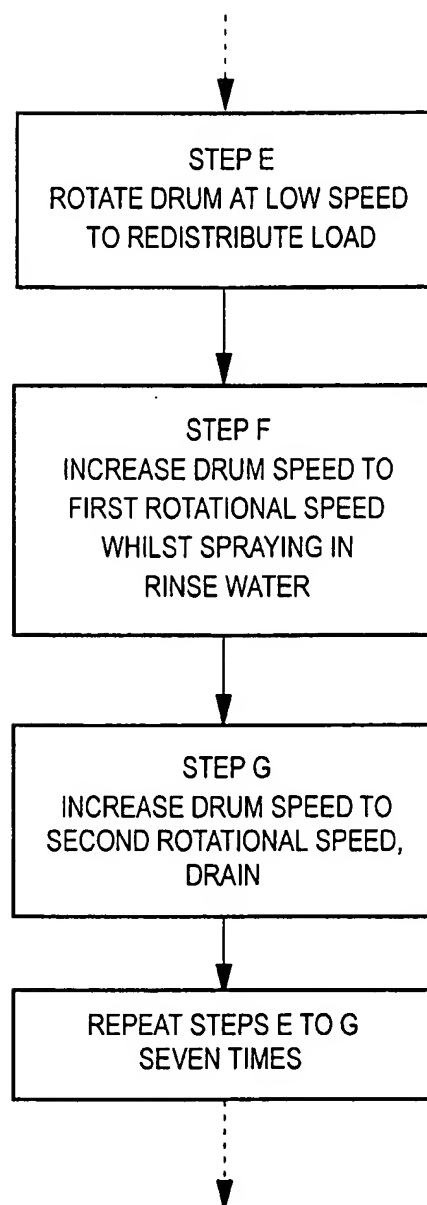 STEP E
ROTATE DRUM AT LOW SPEED
TO REDISTRIBUTE LOAD
STEP F
INCREASE DRUM SPEED TO
FIRST ROTATIONAL SPEED
WHILST SPRAYING IN
RINSE WATER
STEP G
INCREASE DRUM SPEED TO
SECOND ROTATIONAL SPEED,
DRAIN
REPEAT STEPS E TO G
SEVEN TIMES